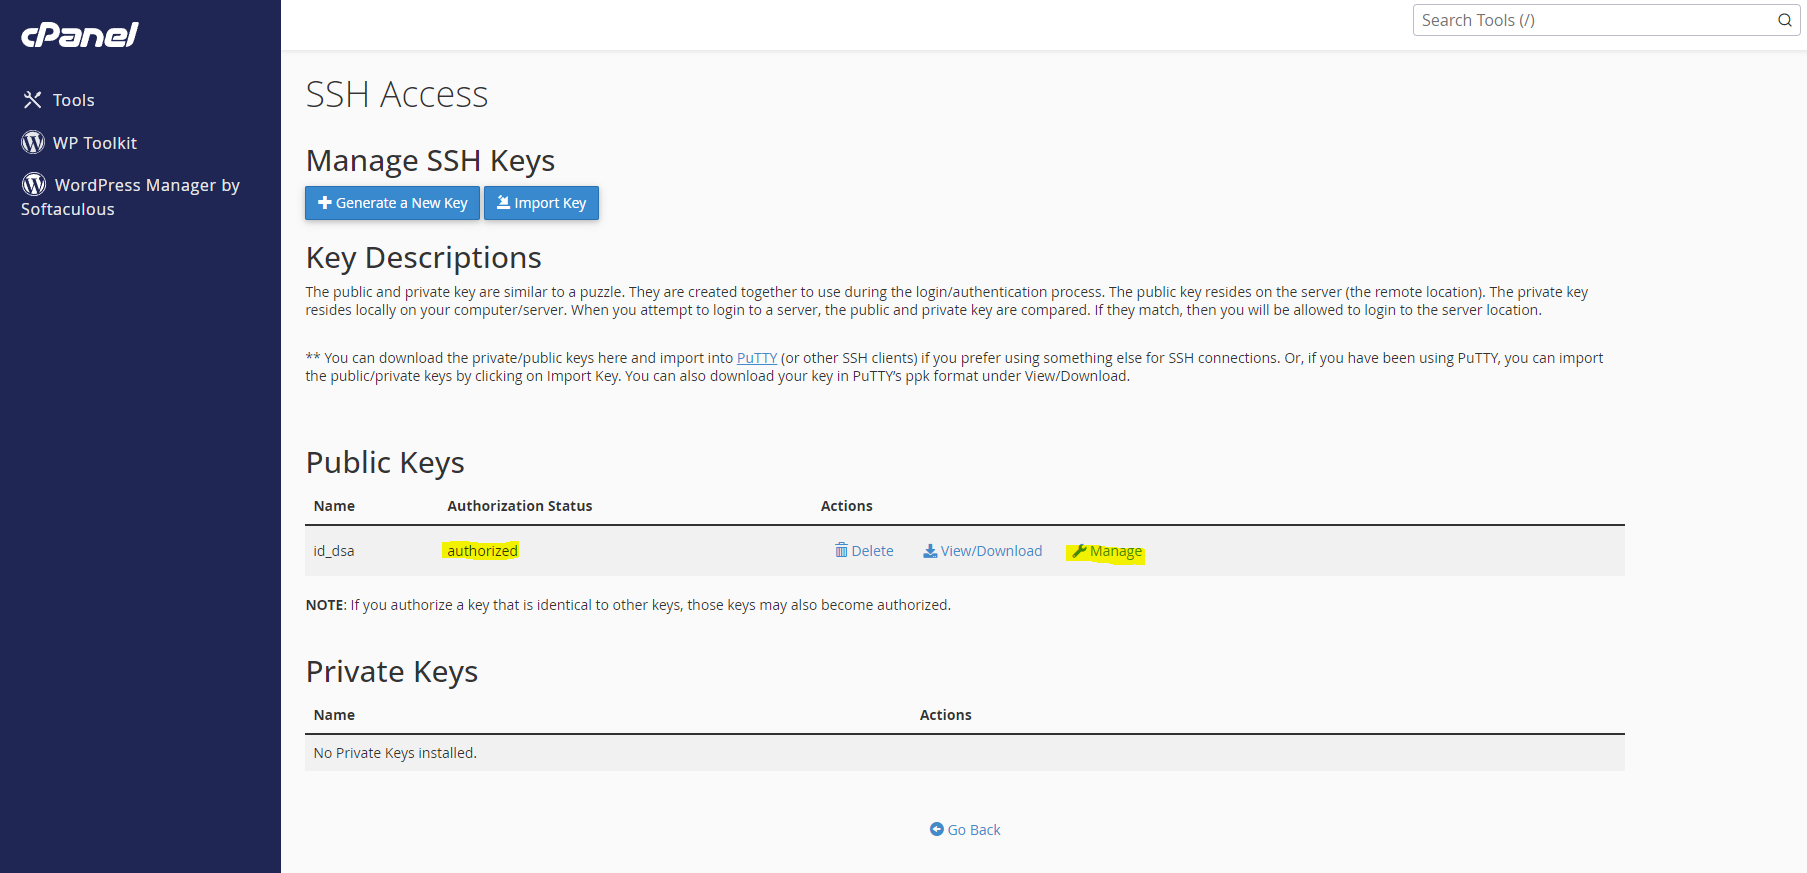 cPanel
Search Tools (/)
Tools
WP Toolkit
WordPress Manager by
Softaculous
SSH Access
Manage SSH Keys
Generate a New Key
Import Key
Key Descriptions
The public and private key are similar to a puzzle. They are created together to use during the login/authentication process. The public key resides on the server (the remote location). The private key
resides locally on your computer/server. When you attempt to login to a server, the public and private key are compared. If they match, then you will be allowed to login to the server location.
** You can download the private/public keys here and import into PuTTY (or other SSH clients) if you prefer using something else for SSH connections. Or, if you have been using PuTTY, you can import
the public/private keys by clicking on Import Key. You can also download your key in PuTTY’s ppk format under View/Download.
Public Keys
Name Authorization Status Actions
id_dsa authorized Delete View/Download Manage
NOTE: If you authorize a key that is identical to other keys, those keys may also become authorized.
Private Keys
Name Actions
No Private Keys installed.
Go Back